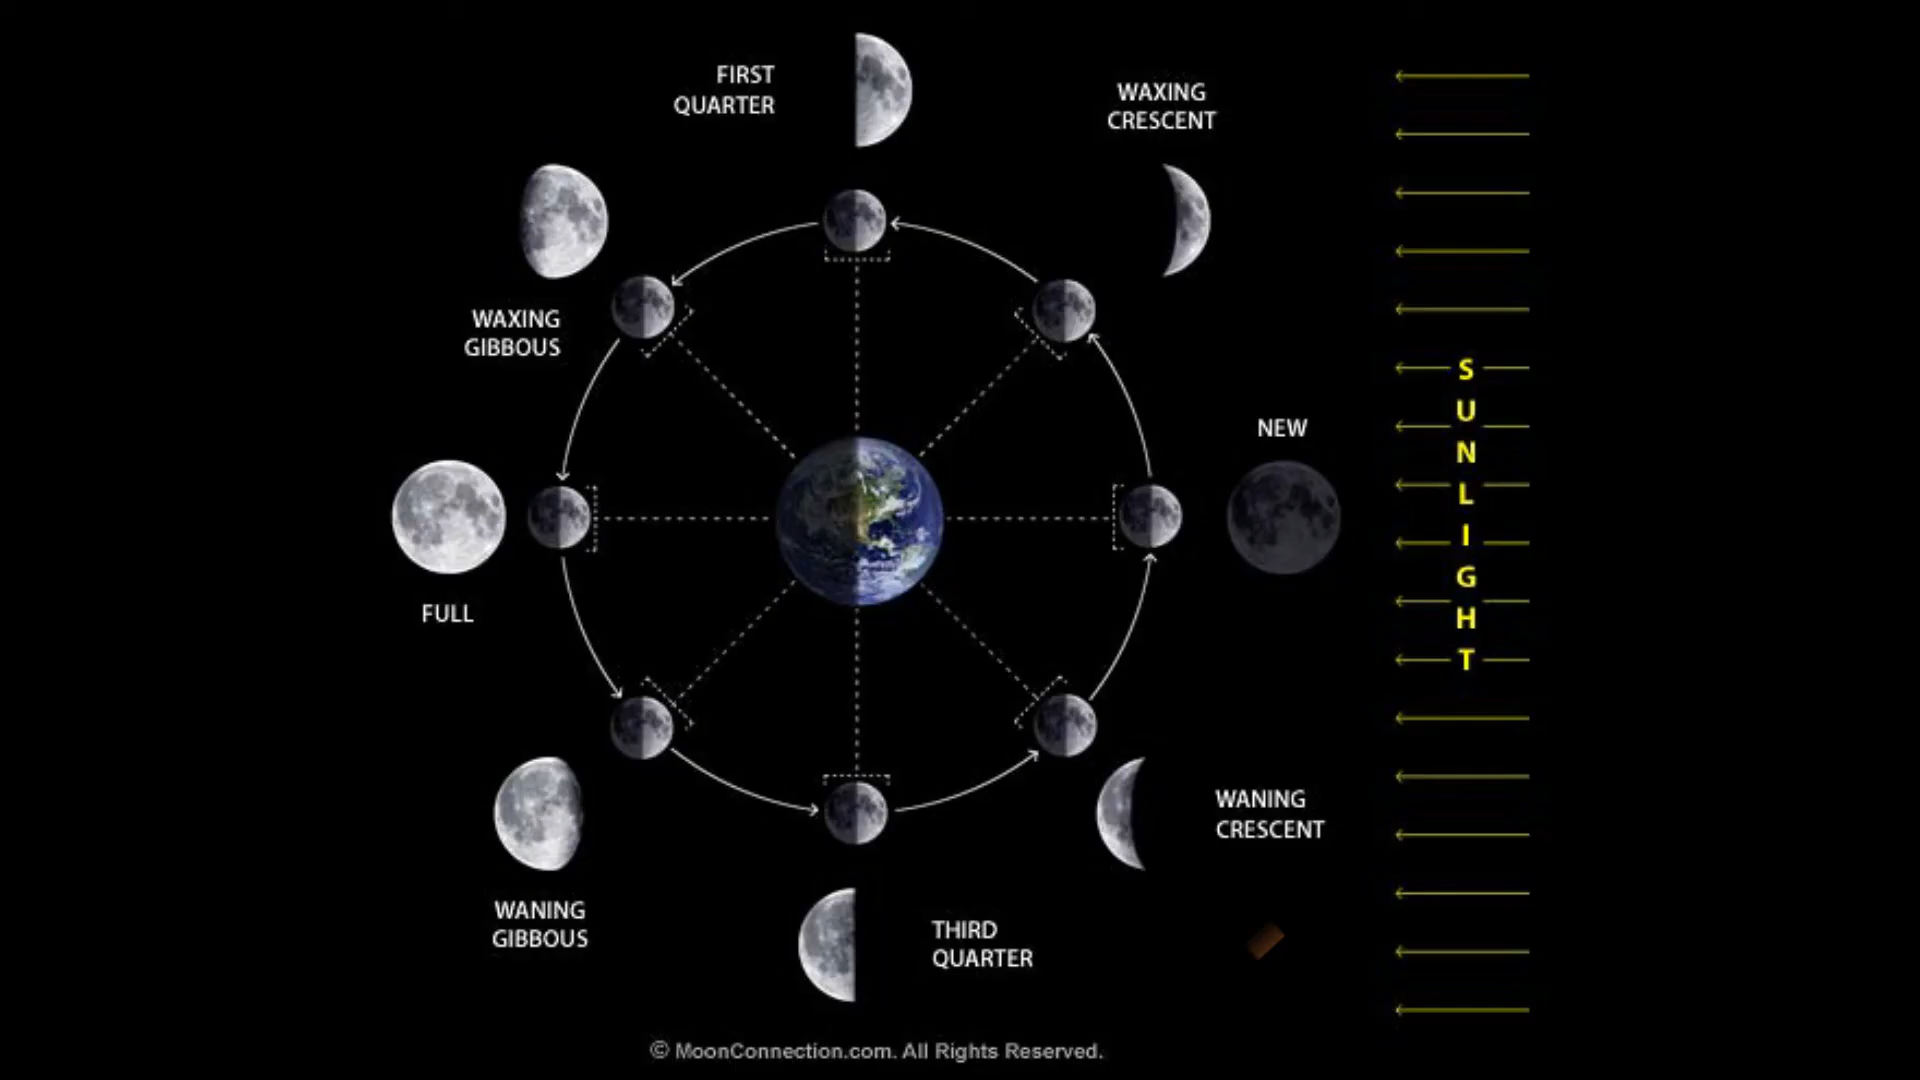 FIRST
QUARTER
WAXING
CRESCENT
WAXING
GIBBOUS
NEW
SUNLIGHT
FULL
WANING
CRESCENT
WANING
GIBBOUS
THIRD
QUARTER
© MoonConnection.com. All Rights Reserved.